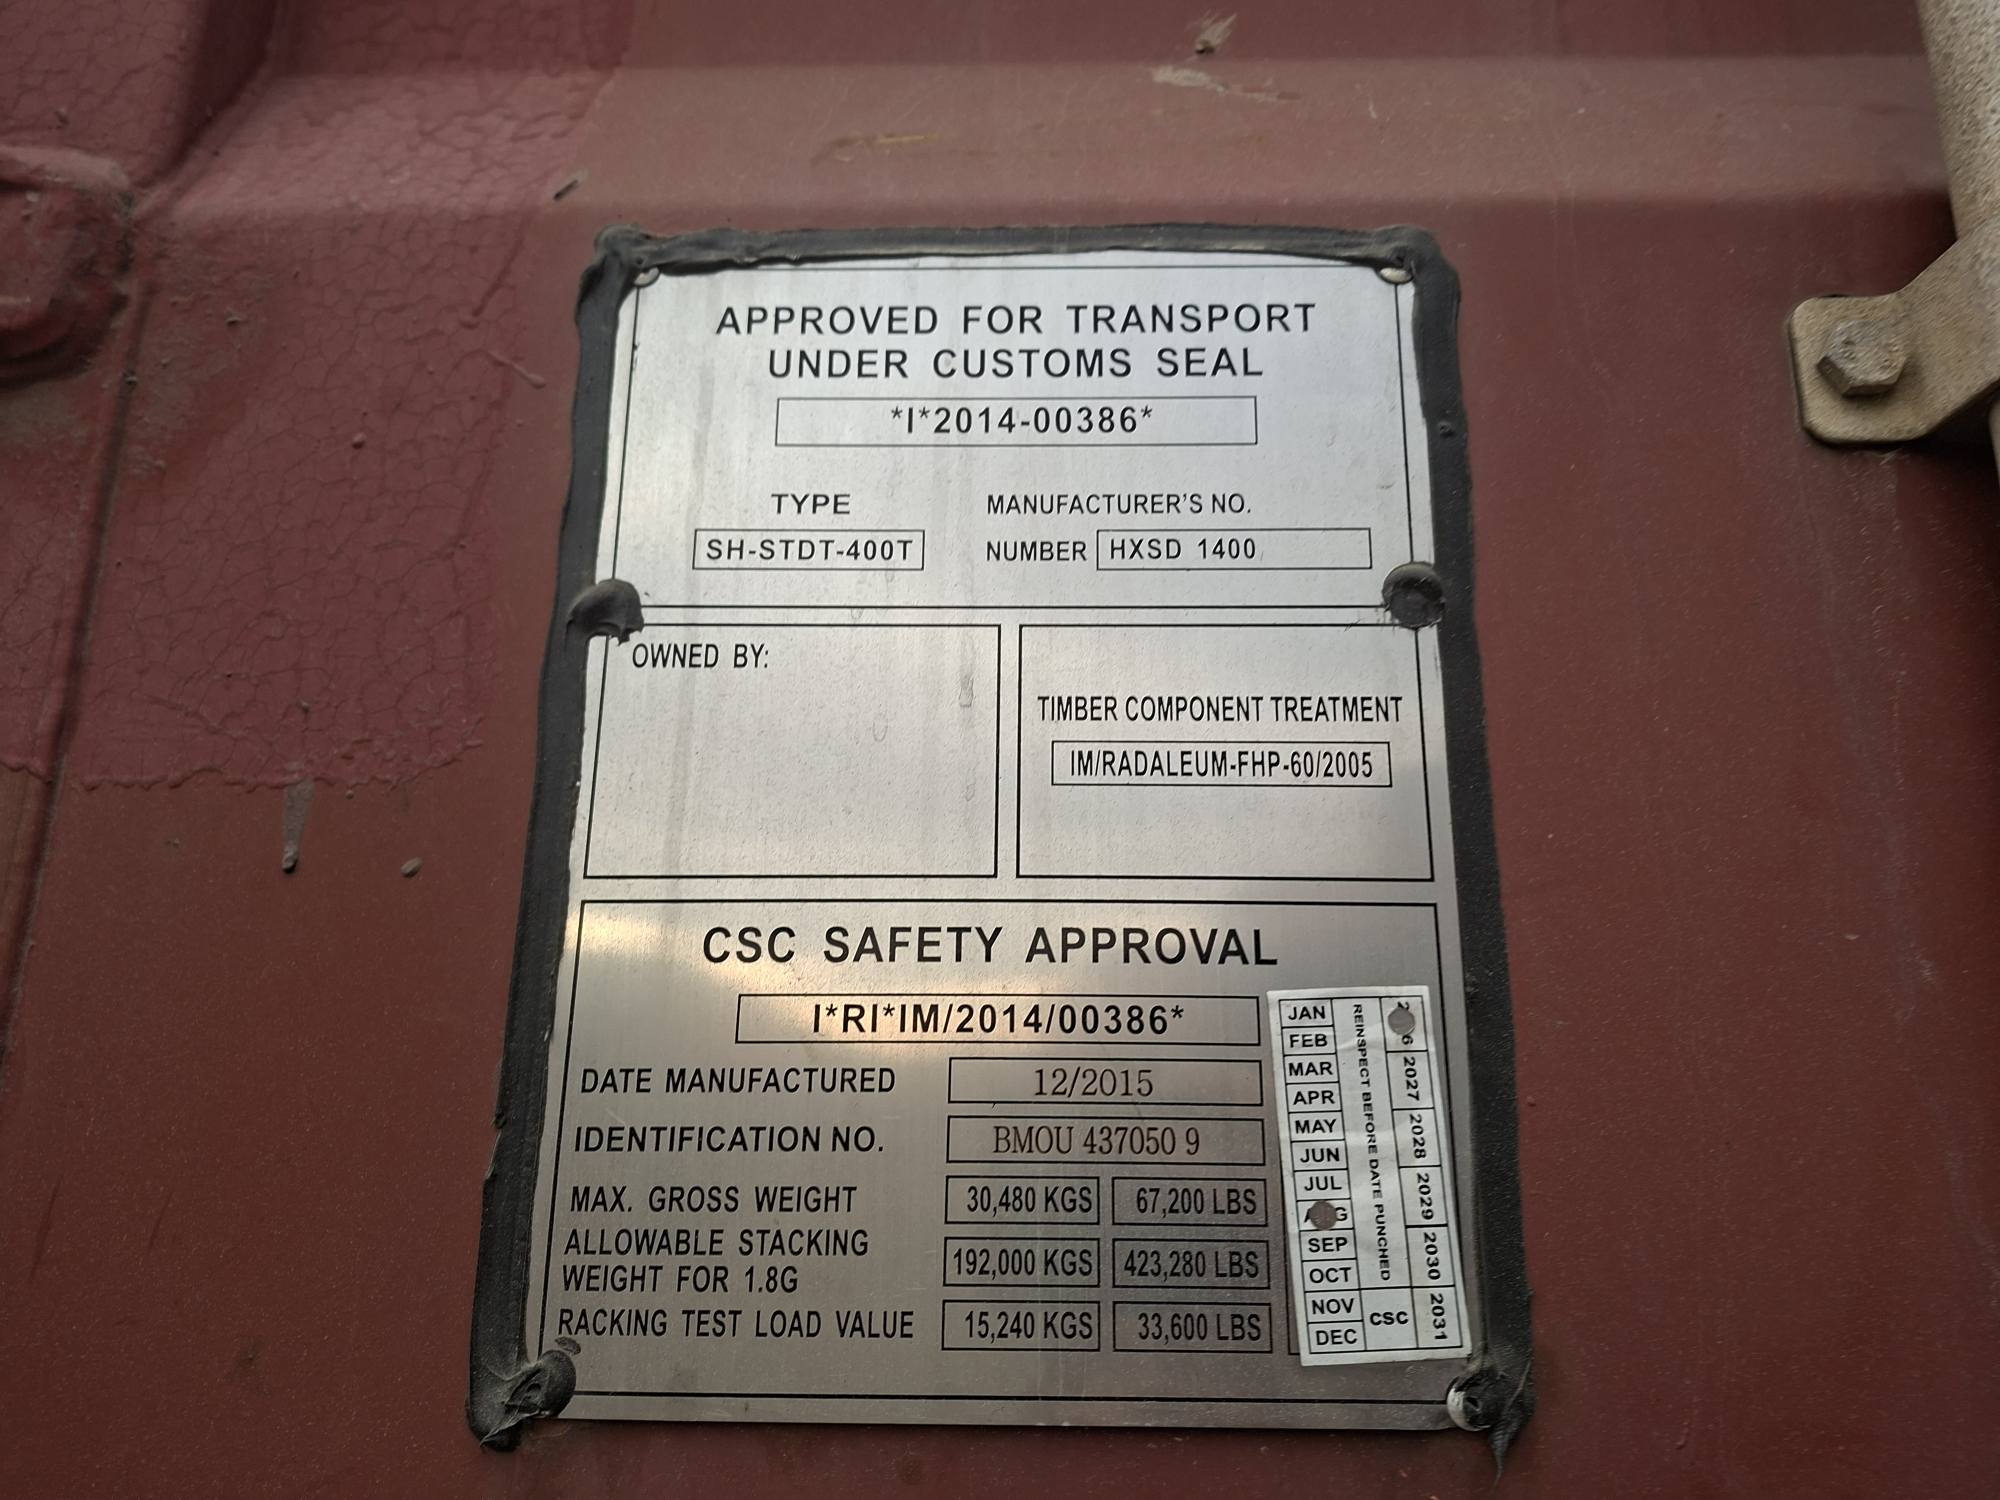 APPROVED FOR TRANSPORT
UNDER CUSTOMS SEAL
*I*2014-00386*
TYPE
SH-STDT-400T
MANUFACTURER'S NO.
NUMBER HXSD 1400
OWNED BY:
TIMBER COMPONENT TREATMENT
IM/RADALEUM-FHP-60/2005
CSC SAFETY APPROVAL
I*RI*IM/2014/00386*
DATE MANUFACTURED 12/2015
IDENTIFICATION NO. BMOU 437050 9
MAX. GROSS WEIGHT 30,480 KGS 67,200 LBS
ALLOWABLE STACKING
WEIGHT FOR 1.8G 192,000 KGS 423,280 LBS
RACKING TEST LOAD VALUE 15,240 KGS 33,600 LBS
JAN
FEB
MAR
APR
MAY
JUN
JUL
SEP
OCT
NOV
DEC
REINSPECT BEFORE DATE PUNCHED
CSC
2027 2028 2029 2030 2031